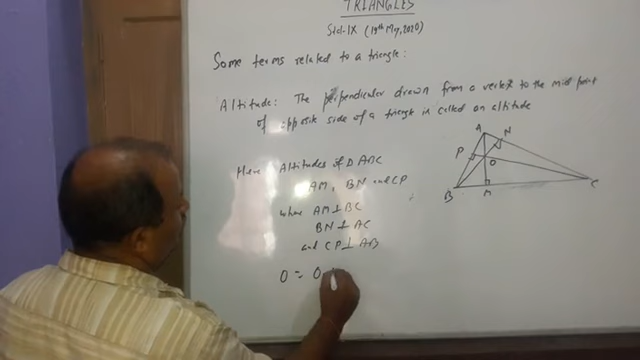 TRIANGLES
Std-IX (19th May, 2020)
Some terms related to a triangle:
Altitude: The perpendicular drawn from a vertex to the mid point
of opposite side of a triangle is called an altitude
Here Altitudes of Δ ABC
AM, BN and CP
where AM ⊥ BC
BN ⊥ AC
and CP ⊥ AB
O = O
A
N
P
O
B
M
C